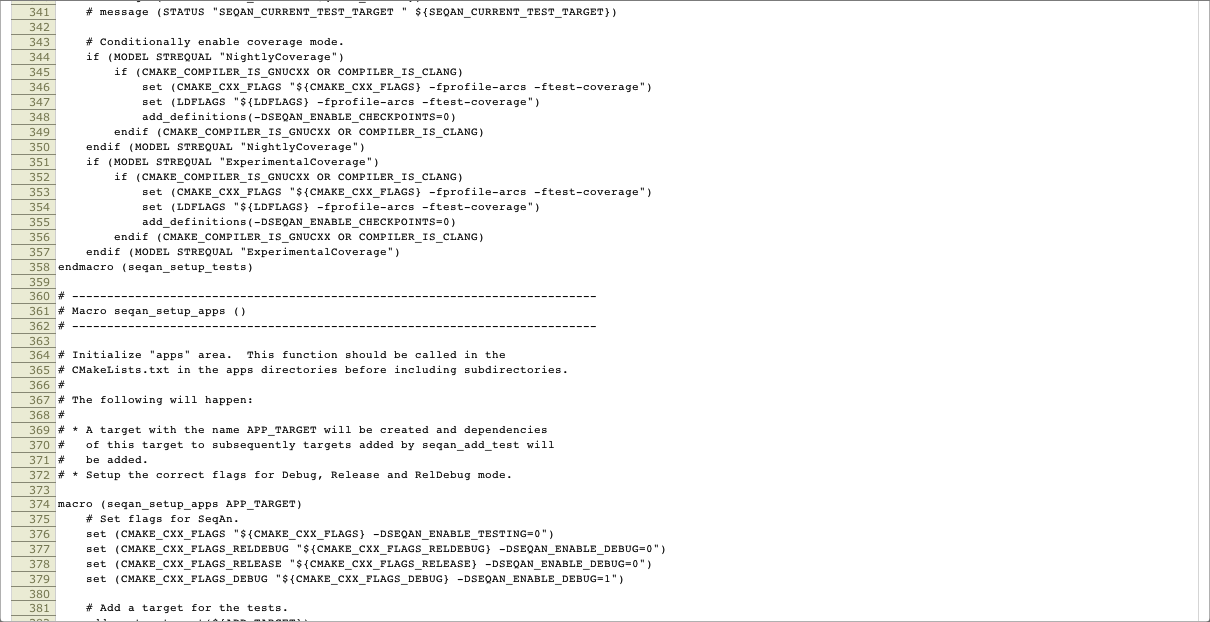 341     # message (STATUS "SEQAN_CURRENT_TEST_TARGET " ${SEQAN_CURRENT_TEST_TARGET})
342
343     # Conditionally enable coverage mode.
344     if (MODEL STREQUAL "NightlyCoverage")
345         if (CMAKE_COMPILER_IS_GNUCXX OR COMPILER_IS_CLANG)
346             set (CMAKE_CXX_FLAGS "${CMAKE_CXX_FLAGS} -fprofile-arcs -ftest-coverage")
347             set (LDFLAGS "${LDFLAGS} -fprofile-arcs -ftest-coverage")
348             add_definitions(-DSEQAN_ENABLE_CHECKPOINTS=0)
349         endif (CMAKE_COMPILER_IS_GNUCXX OR COMPILER_IS_CLANG)
350     endif (MODEL STREQUAL "NightlyCoverage")
351     if (MODEL STREQUAL "ExperimentalCoverage")
352         if (CMAKE_COMPILER_IS_GNUCXX OR COMPILER_IS_CLANG)
353             set (CMAKE_CXX_FLAGS "${CMAKE_CXX_FLAGS} -fprofile-arcs -ftest-coverage")
354             set (LDFLAGS "${LDFLAGS} -fprofile-arcs -ftest-coverage")
355             add_definitions(-DSEQAN_ENABLE_CHECKPOINTS=0)
356         endif (CMAKE_COMPILER_IS_GNUCXX OR COMPILER_IS_CLANG)
357     endif (MODEL STREQUAL "ExperimentalCoverage")
358 endmacro (seqan_setup_tests)
359
360 # ---------------------------------------------------------------------------
361 # Macro seqan_setup_apps ()
362 # ---------------------------------------------------------------------------
363
364 # Initialize "apps" area.  This function should be called in the
365 # CMakeLists.txt in the apps directories before including subdirectories.
366 #
367 # The following will happen:
368 #
369 # * A target with the name APP_TARGET will be created and dependencies
370 #   of this target to subsequently targets added by seqan_add_test will
371 #   be added.
372 # * Setup the correct flags for Debug, Release and RelDebug mode.
373
374 macro (seqan_setup_apps APP_TARGET)
375     # Set flags for SeqAn.
376     set (CMAKE_CXX_FLAGS "${CMAKE_CXX_FLAGS} -DSEQAN_ENABLE_TESTING=0")
377     set (CMAKE_CXX_FLAGS_RELDEBUG "${CMAKE_CXX_FLAGS_RELDEBUG} -DSEQAN_ENABLE_DEBUG=0")
378     set (CMAKE_CXX_FLAGS_RELEASE "${CMAKE_CXX_FLAGS_RELEASE} -DSEQAN_ENABLE_DEBUG=0")
379     set (CMAKE_CXX_FLAGS_DEBUG "${CMAKE_CXX_FLAGS_DEBUG} -DSEQAN_ENABLE_DEBUG=1")
380
381     # Add a target for the tests.